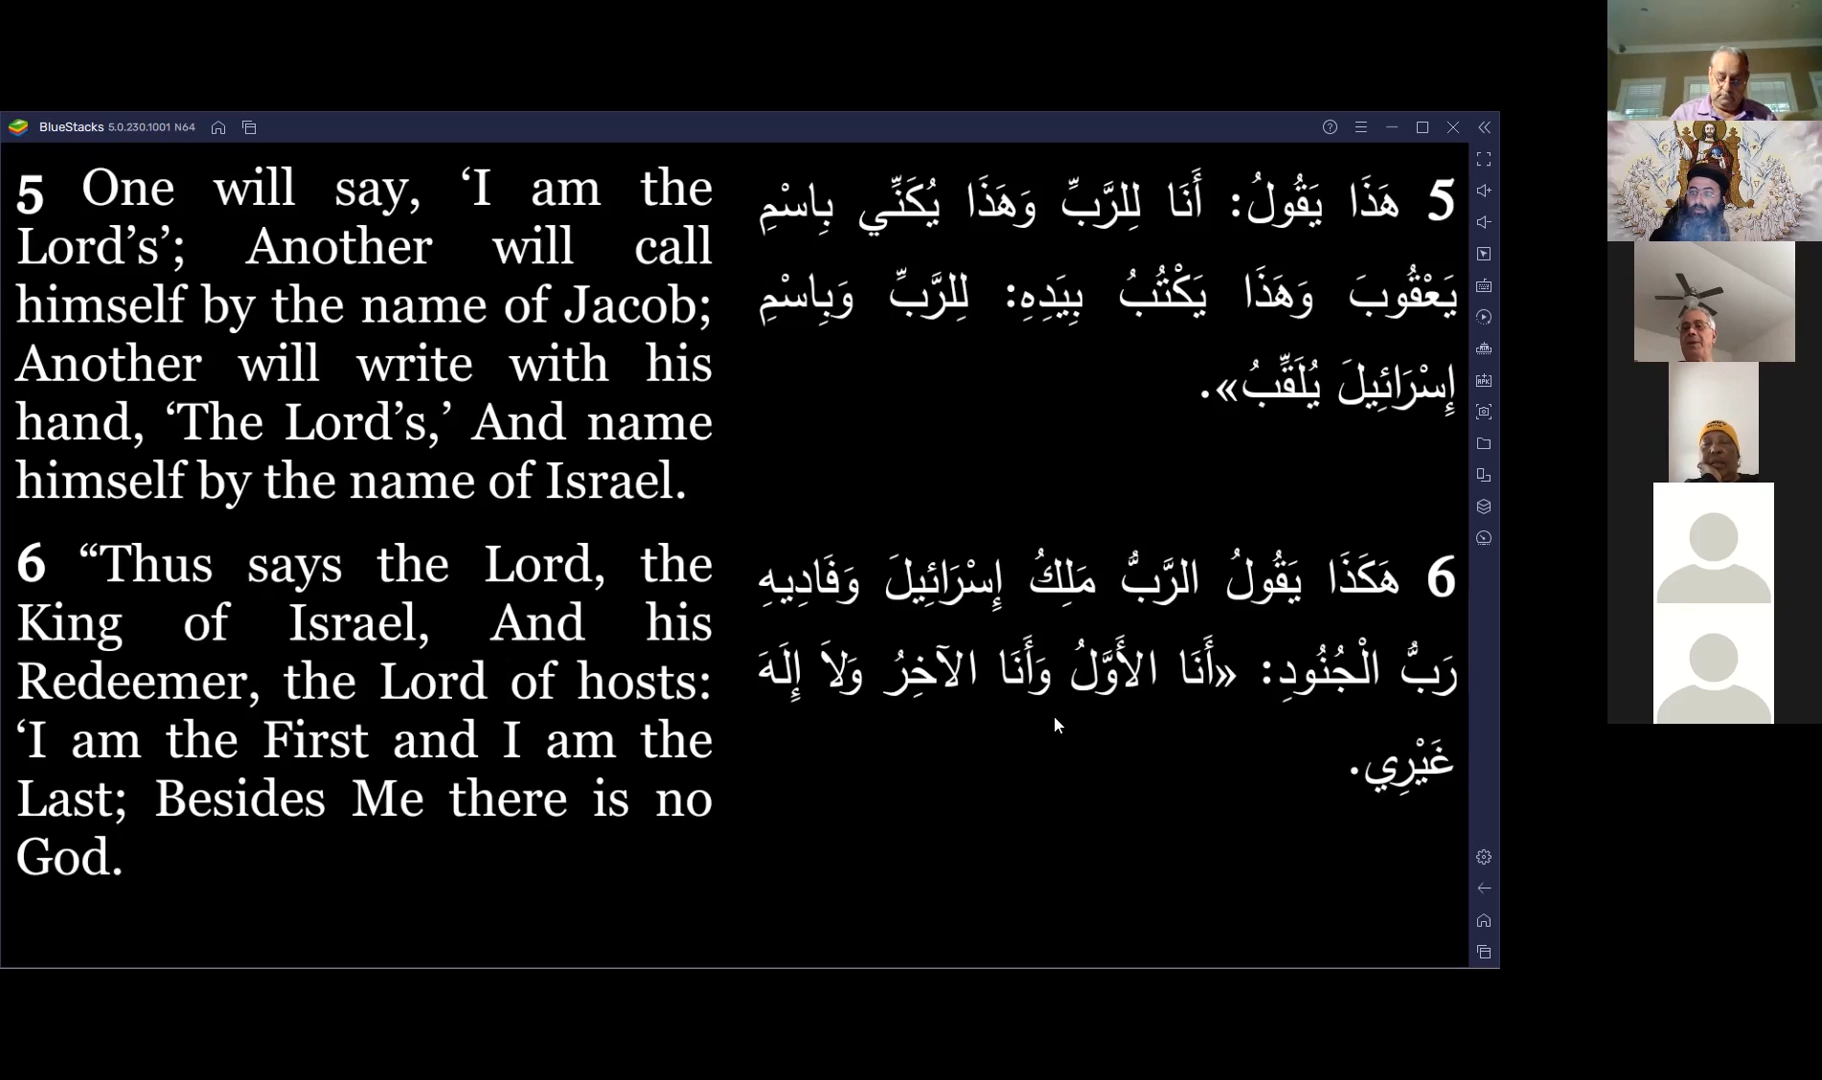 BlueStacks 5.0.230.1001 N64
5 One will say, ‘I am the
Lord’s’; Another will call
himself by the name of Jacob;
Another will write with his
hand, ‘The Lord’s,’ And name
himself by the name of Israel.
6 “Thus says the Lord, the
King of Israel, And his
Redeemer, the Lord of hosts:
‘I am the First and I am the
Last; Besides Me there is no
God.
5 هَذَا يَقُولُ: أَنَا لِلرَّبِّ وَهَذَا يُكَنِّي بِاسْمِ
يَعْقُوبَ وَهَذَا يَكْتُبُ بِيَدِهِ: لِلرَّبِّ وَبِاسْمِ
إِسْرَائِيلَ يُلَقِّبُ».
6 هَكَذَا يَقُولُ الرَّبُّ مَلِكُ إِسْرَائِيلَ وَفَادِيهِ
رَبُّ الْجُنُودِ: «أَنَا الأَوَّلُ وَأَنَا الآخِرُ وَلاَ إِلَهَ
غَيْرِي.